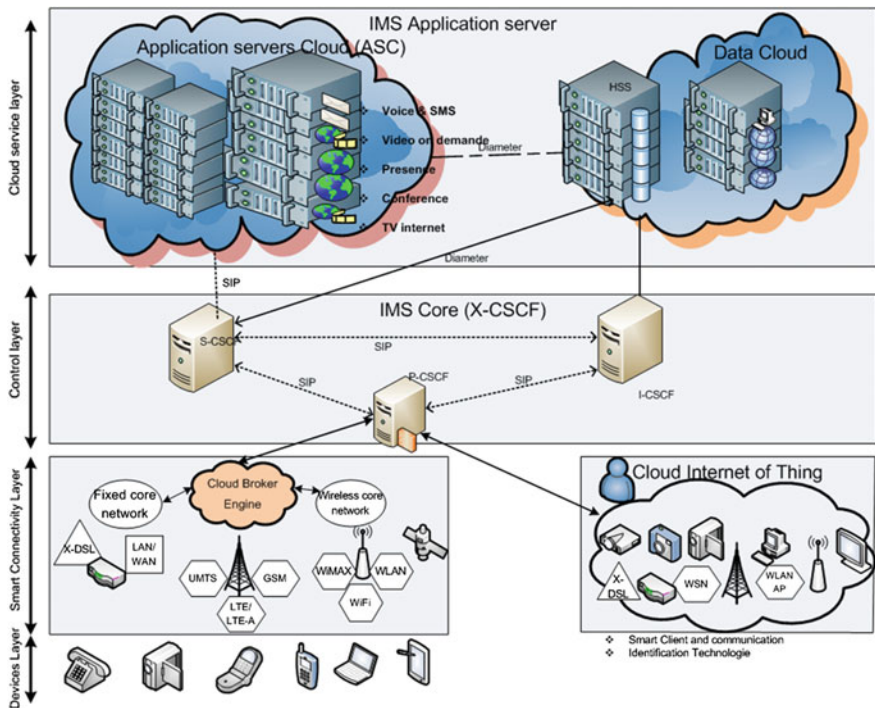 IMS Application server
Application servers Cloud (ASC)
Data Cloud
HSS
Voice & SMS
Video on demande
Presence
Conference
TV internet
Diameter
Diameter
SIP
Cloud service layer
IMS Core (X-CSCF)
S-CSCF
SIP
SIP
P-CSCF
SIP
I-CSCF
Control layer
Cloud Broker
Engine
Fixed core
network
Wireless core
network
X-DSL
LAN/
WAN
UMTS
GSM
LTE/
LTE-A
WiMAX
WLAN
WiFi
Smart Connectivity Layer
Cloud Internet of Thing
X-
DSL
WSN
WLAN
AP
Smart Client and communication
Identification Technologie
Devices Layer